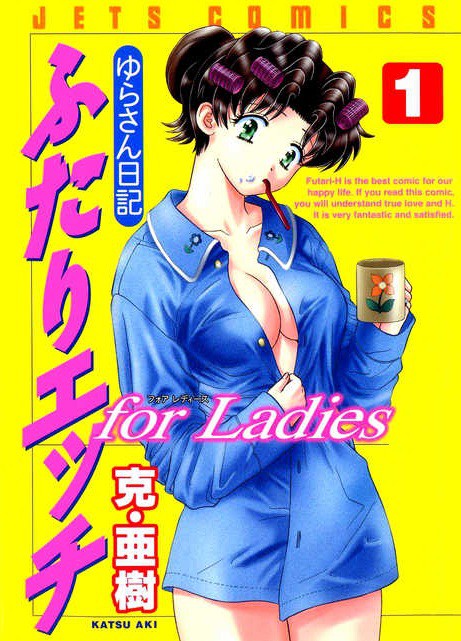 JETS COMICS
1
ふたりエッチ
ゆらさん日記
Futari-H is the best comic for our
happy life. If you read this comic,
you will understand true love and H.
It is very fantastic and satisfied.
フォア レディース
for Ladies
克・亜樹
KATSU AKI